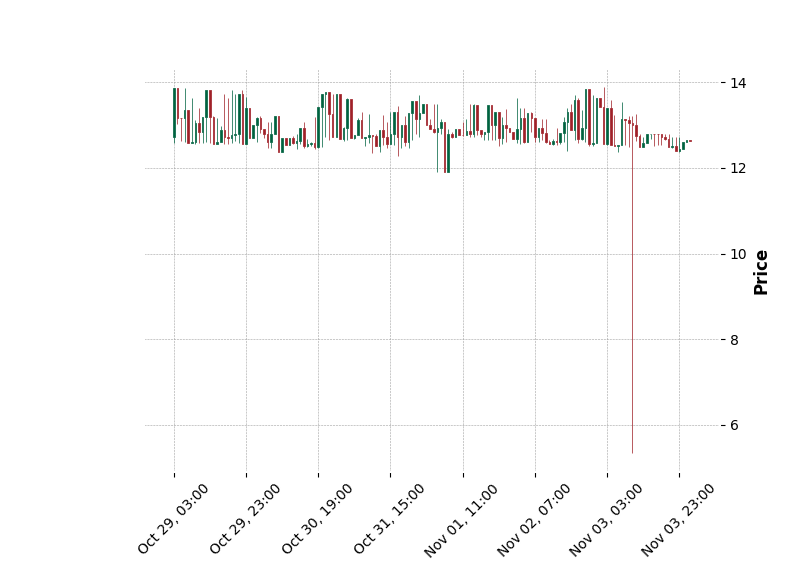 14
12
10
8
6
Price
Oct 29, 03:00
Oct 29, 23:00
Oct 30, 19:00
Oct 31, 15:00
Nov 01, 11:00
Nov 02, 07:00
Nov 03, 03:00
Nov 03, 23:00